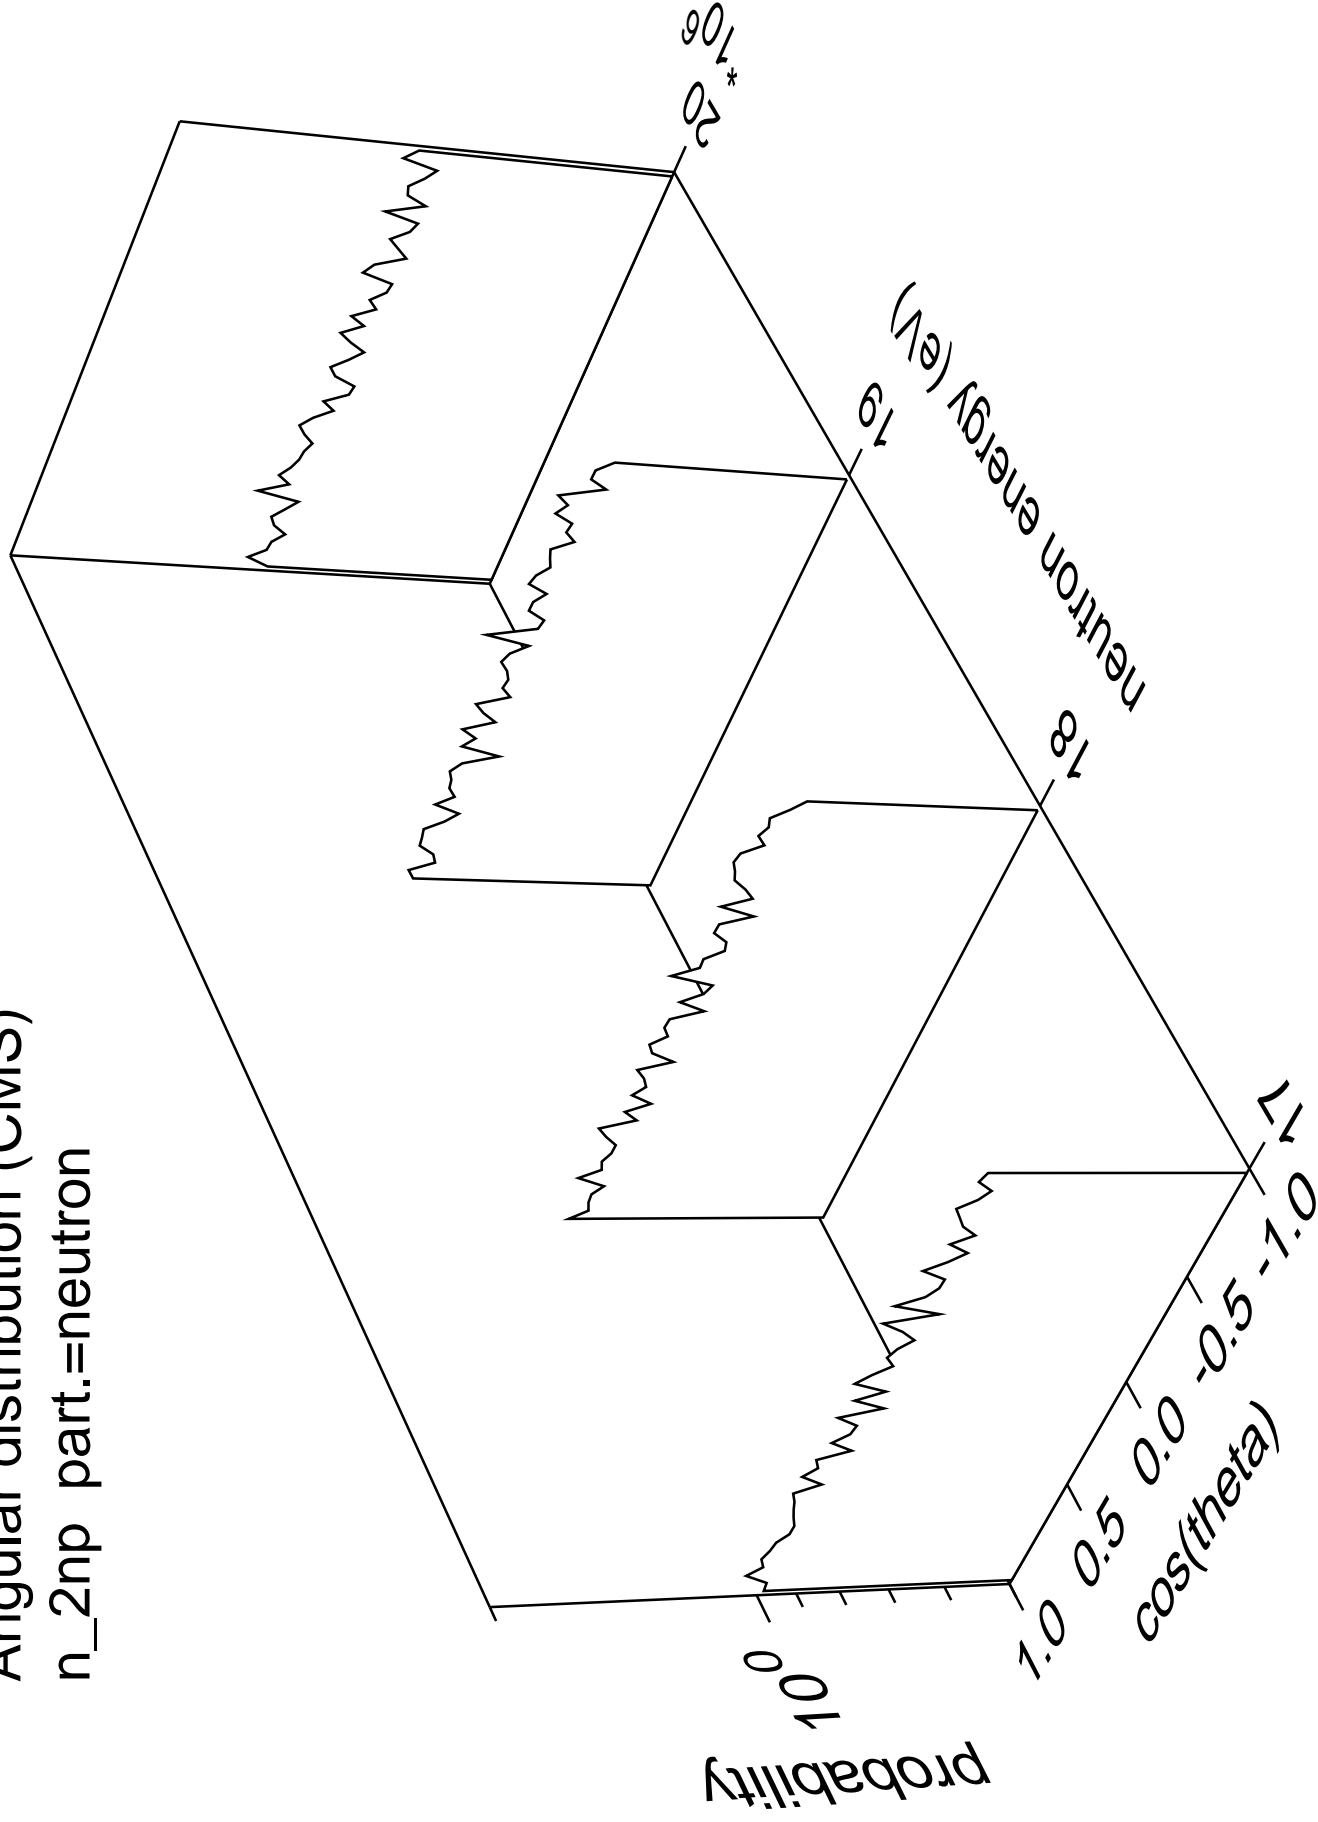 Angular distribution (CMS)
n_2np part.=neutron
probability
10^0
cos(theta)
1.0
0.5
0.0
-0.5
-1.0
neutron energy (eV)
17
18
19
20
* 10^6